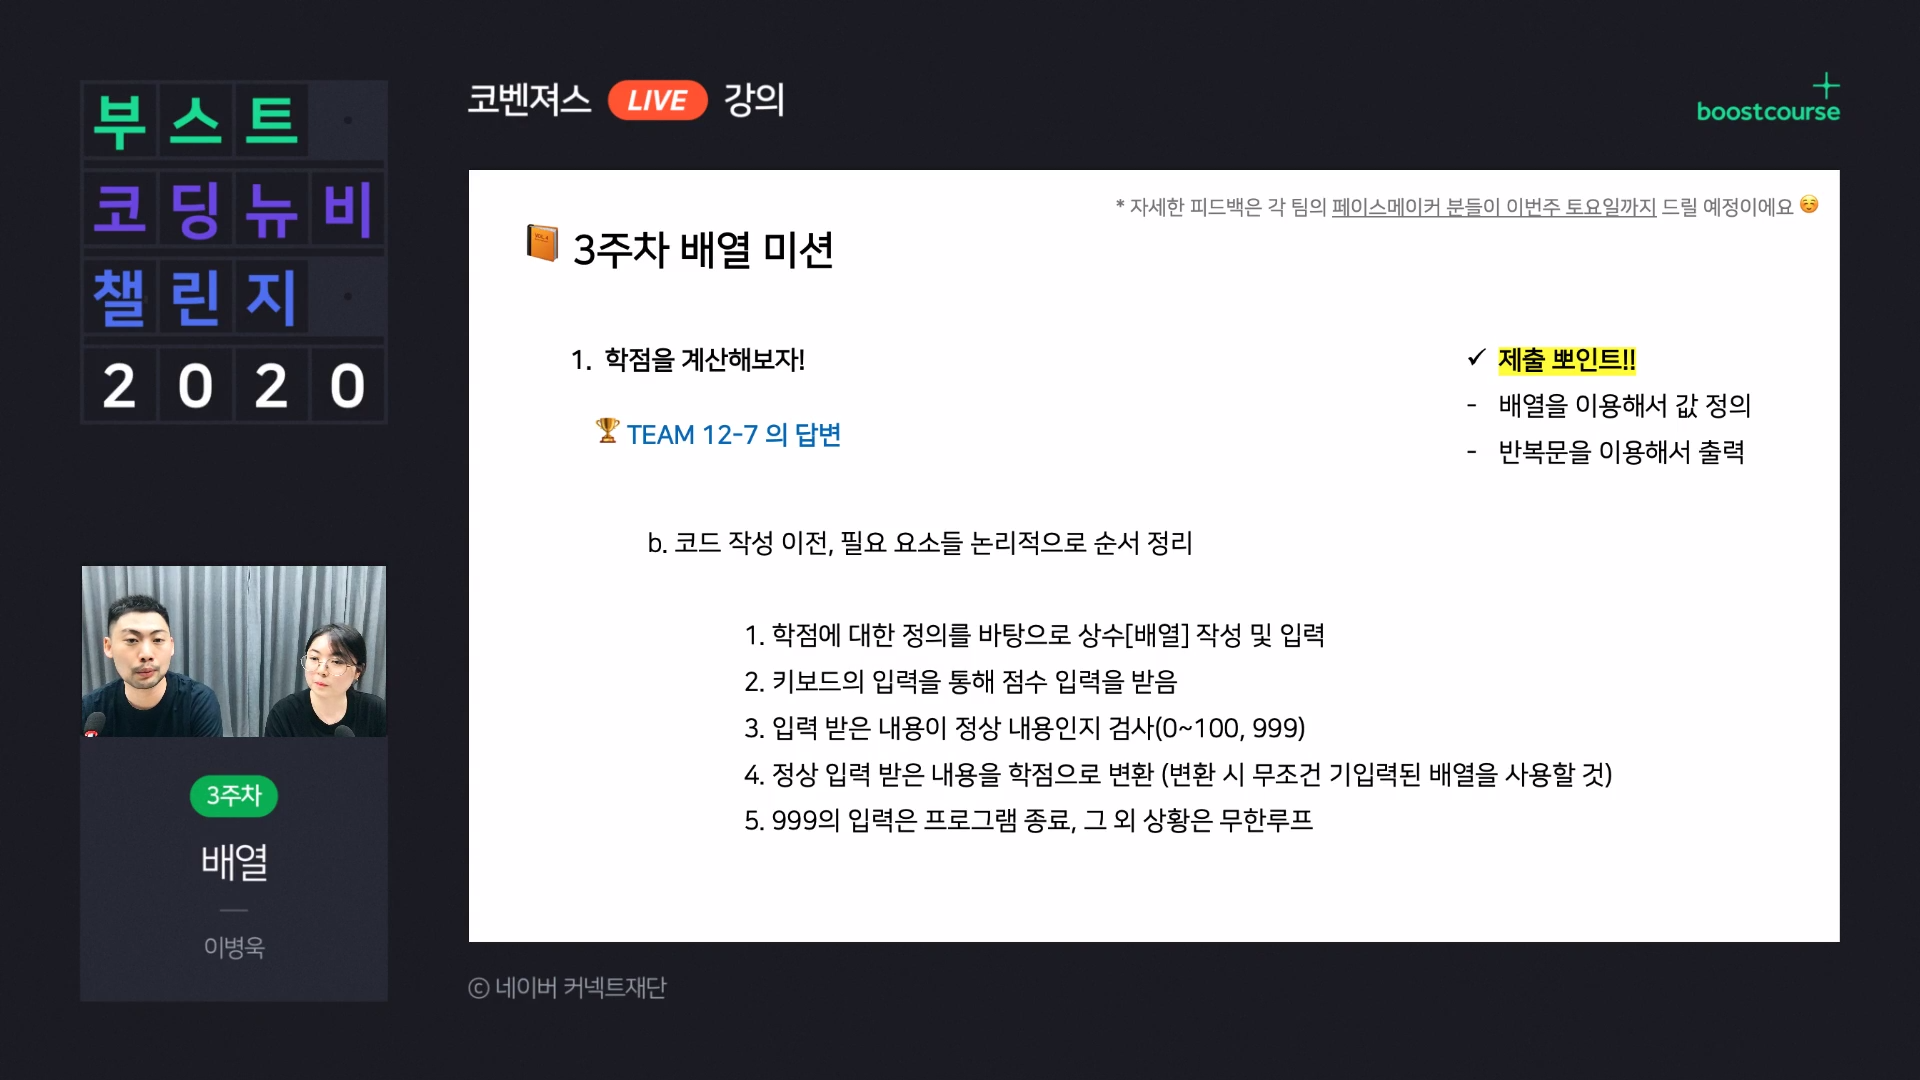 부스트
코딩뉴비
챌린지
2020
코벤져스 LIVE 강의
boostcourse
* 자세한 피드백은 각 팀의 페이스메이커 분들이 이번주 토요일까지 드릴 예정이에요
3주차 배열 미션
1. 학점을 계산해보자!
TEAM 12-7 의 답변
✓ 제출 뽀인트!!
- 배열을 이용해서 값 정의
- 반복문을 이용해서 출력
b. 코드 작성 이전, 필요 요소들 논리적으로 순서 정리
1. 학점에 대한 정의를 바탕으로 상수[배열] 작성 및 입력
2. 키보드의 입력을 통해 점수 입력을 받음
3. 입력 받은 내용이 정상 내용인지 검사(0~100, 999)
4. 정상 입력 받은 내용을 학점으로 변환 (변환 시 무조건 기입력된 배열을 사용할 것)
5. 999의 입력은 프로그램 종료, 그 외 상황은 무한루프
3주차
배열
이병욱
ⓒ 네이버 커넥트재단